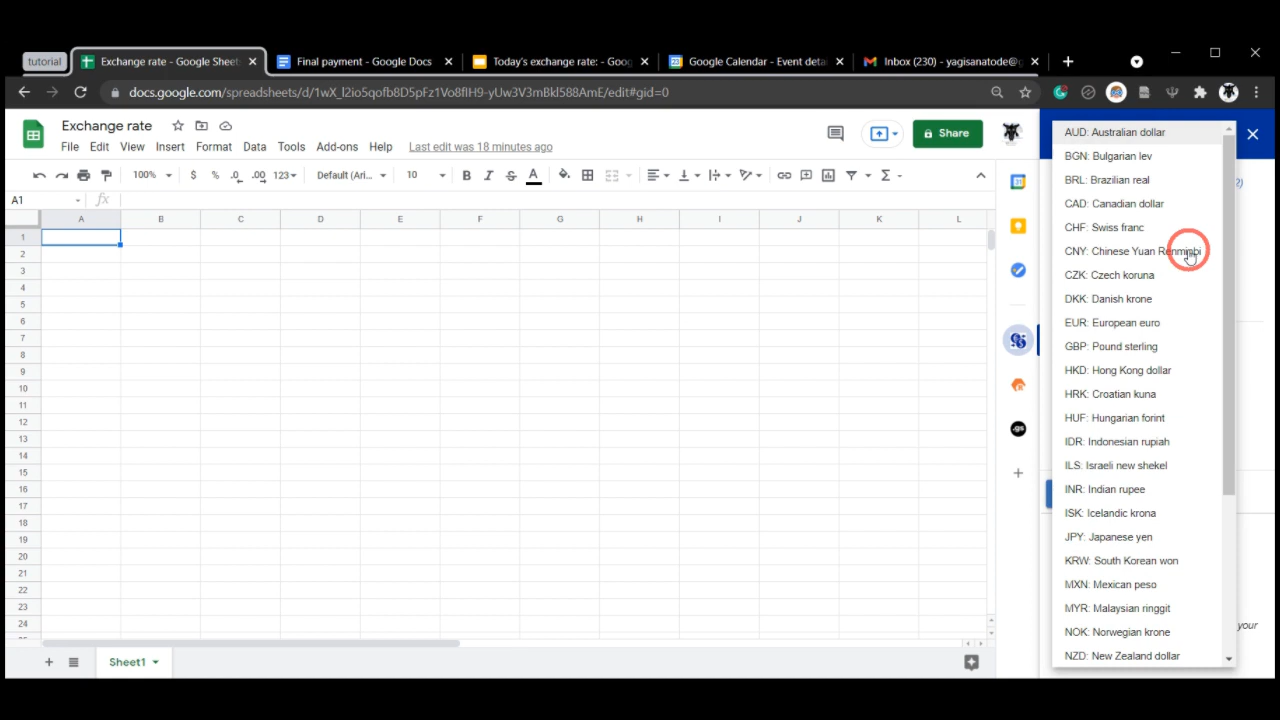 tutorial
Exchange rate - Google Sheet
Final payment - Google Docs
Today's exchange rate: - Goog
Google Calendar - Event deta
Inbox (230) - yagisanatode@g
docs.google.com/spreadsheets/d/1wX_l2io5qofb8D5pFz1Vo8fIH9-yUw3V3mBkl588AmE/edit#gid=0
Exchange rate
File Edit View Insert Format Data Tools Add-ons Help Last edit was 18 minutes ago
Share
100% $ % .0 .00 123 Default (Ari... 10 B I S A
A1 fx
A B C D E F G H I J K L
1
2
3
4
5
6
7
8
9
10
11
12
13
14
15
16
17
18
19
20
21
22
23
24
Sheet1
AUD: Australian dollar
BGN: Bulgarian lev
BRL: Brazilian real
CAD: Canadian dollar
CHF: Swiss franc
CNY: Chinese Yuan Renminbi
CZK: Czech koruna
DKK: Danish krone
EUR: European euro
GBP: Pound sterling
HKD: Hong Kong dollar
HRK: Croatian kuna
HUF: Hungarian forint
IDR: Indonesian rupiah
ILS: Israeli new shekel
INR: Indian rupee
ISK: Icelandic krona
JPY: Japanese yen
KRW: South Korean won
MXN: Mexican peso
MYR: Malaysian ringgit
NOK: Norwegian krone
NZD: New Zealand dollar
2)
your
.gs